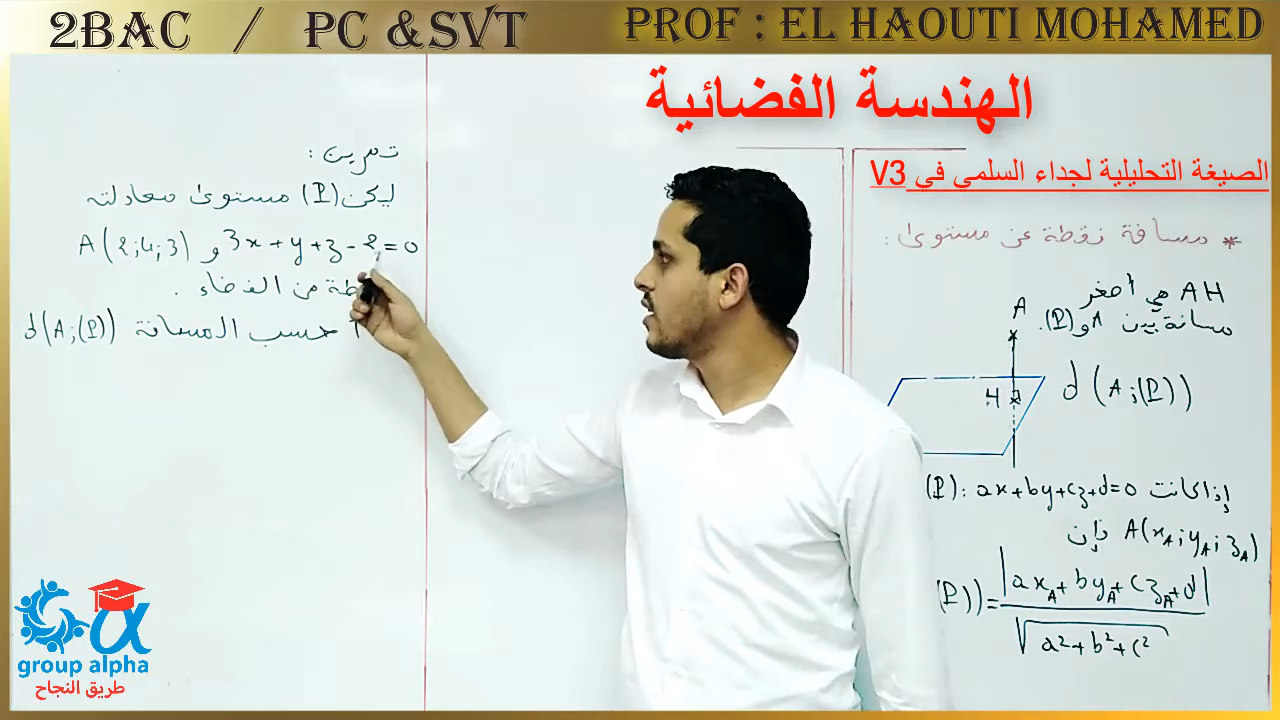 2BAC / PC &SVT
PROF : EL HAOUTI MOHAMED
الهندسة الفضائية
الصيغة التحليلية لجداء السلمي في V3
* مسافة نقطة عن مستوى :
AH هي أصغر
مسافة بين A و (P).
A
H
d (A ;(P))
إذا كانت (P) : ax+by+cz+d=0
A(xA ; yA ; zA) فإن
(P)) = |axA + byA + czA + d|
√a²+b²+c²
تمرين :
ليكن (P) مستوى معادلته
3x + y + z - 2 = 0 و A(2;4;3)
من الفضاء .
حسب المسافة d(A;(P))
group alpha
طريق النجاح